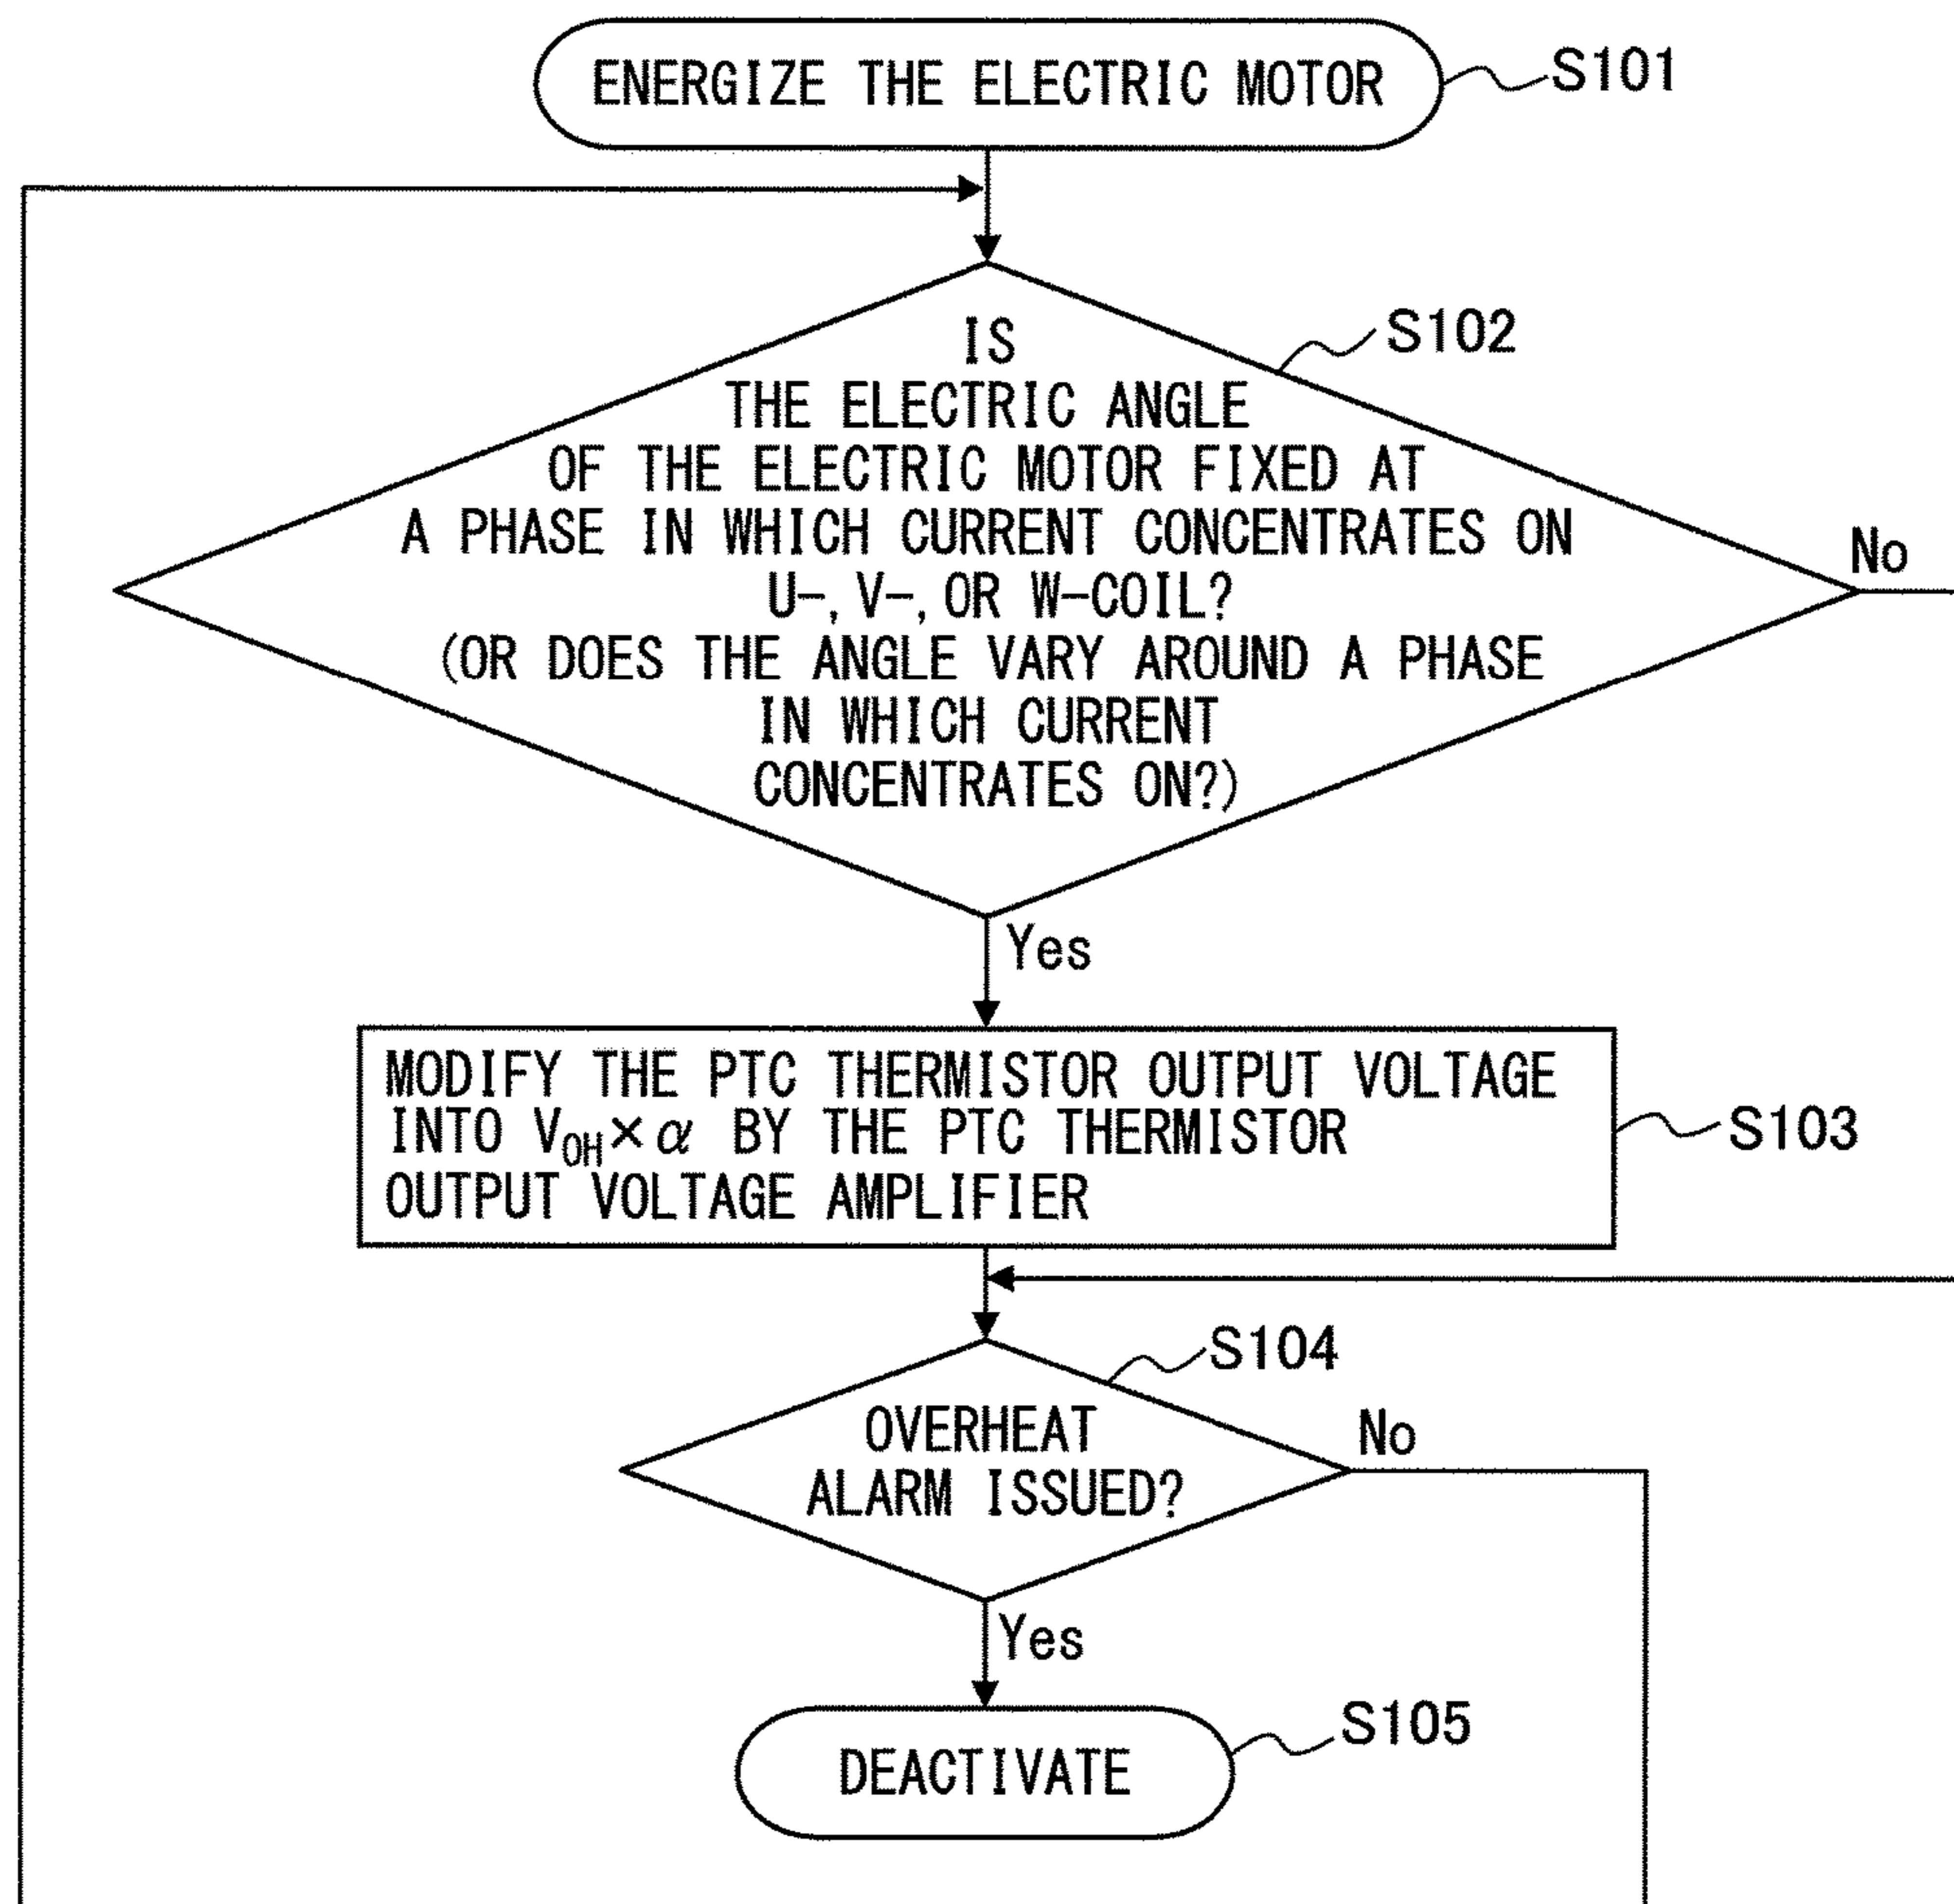 ENERGIZE THE ELECTRIC MOTOR
S101
S102
IS
THE ELECTRIC ANGLE
OF THE ELECTRIC MOTOR FIXED AT
A PHASE IN WHICH CURRENT CONCENTRATES ON
U-, V-, OR W-COIL?
(OR DOES THE ANGLE VARY AROUND A PHASE
IN WHICH CURRENT
CONCENTRATES ON?)
No
Yes
MODIFY THE PTC THERMISTOR OUTPUT VOLTAGE
INTO V_OH×α BY THE PTC THERMISTOR
OUTPUT VOLTAGE AMPLIFIER
S103
S104
OVERHEAT
ALARM ISSUED?
No
Yes
DEACTIVATE
S105